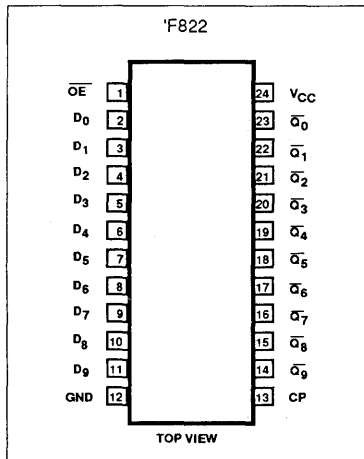 'F822
OE 1 24 VCC
D0 2 23 Q0
D1 3 22 Q1
D2 4 21 Q2
D3 5 20 Q3
D4 6 19 Q4
D5 7 18 Q5
D6 8 17 Q6
D7 9 16 Q7
D8 10 15 Q8
D9 11 14 Q9
GND 12 13 CP
TOP VIEW